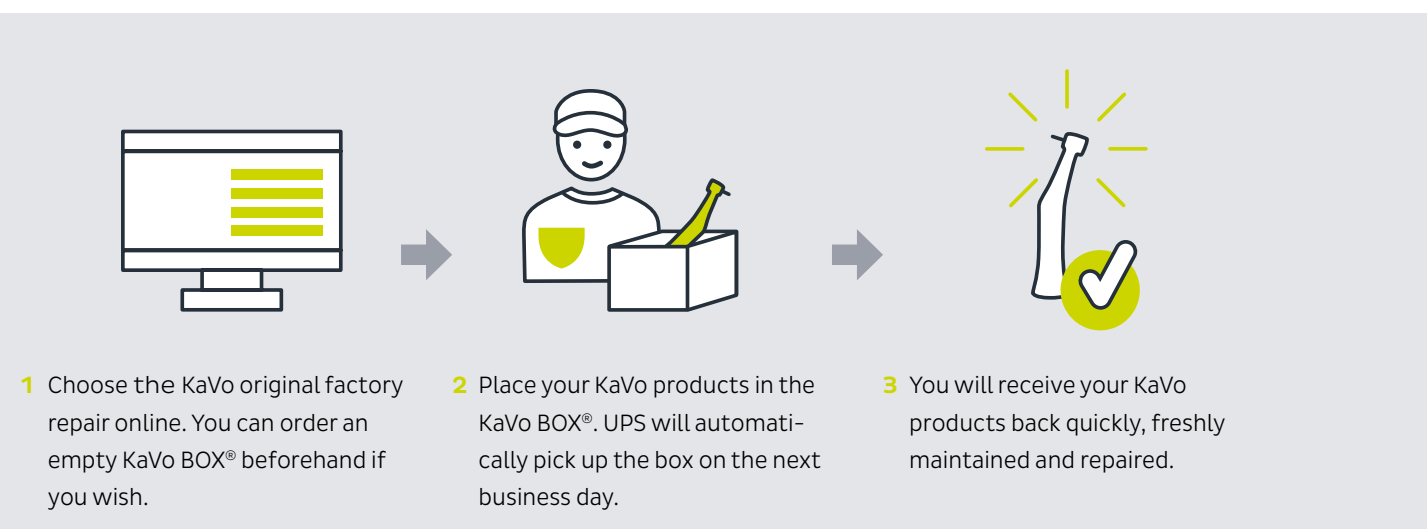 1 Choose the KaVo original factory
repair online. You can order an
empty KaVo BOX® beforehand if
you wish.
2 Place your KaVo products in the
KaVo BOX®. UPS will automati-
cally pick up the box on the next
business day.
3 You will receive your KaVo
products back quickly, freshly
maintained and repaired.